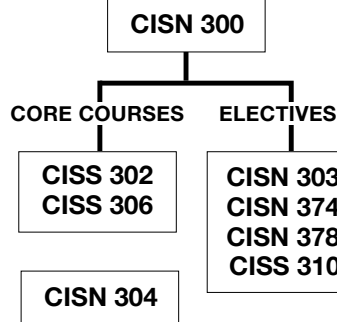 CISN 300
CORE COURSES
ELECTIVES
CISS 302
CISS 306
CISN 303
CISN 374
CISN 378
CISS 310
CISN 304